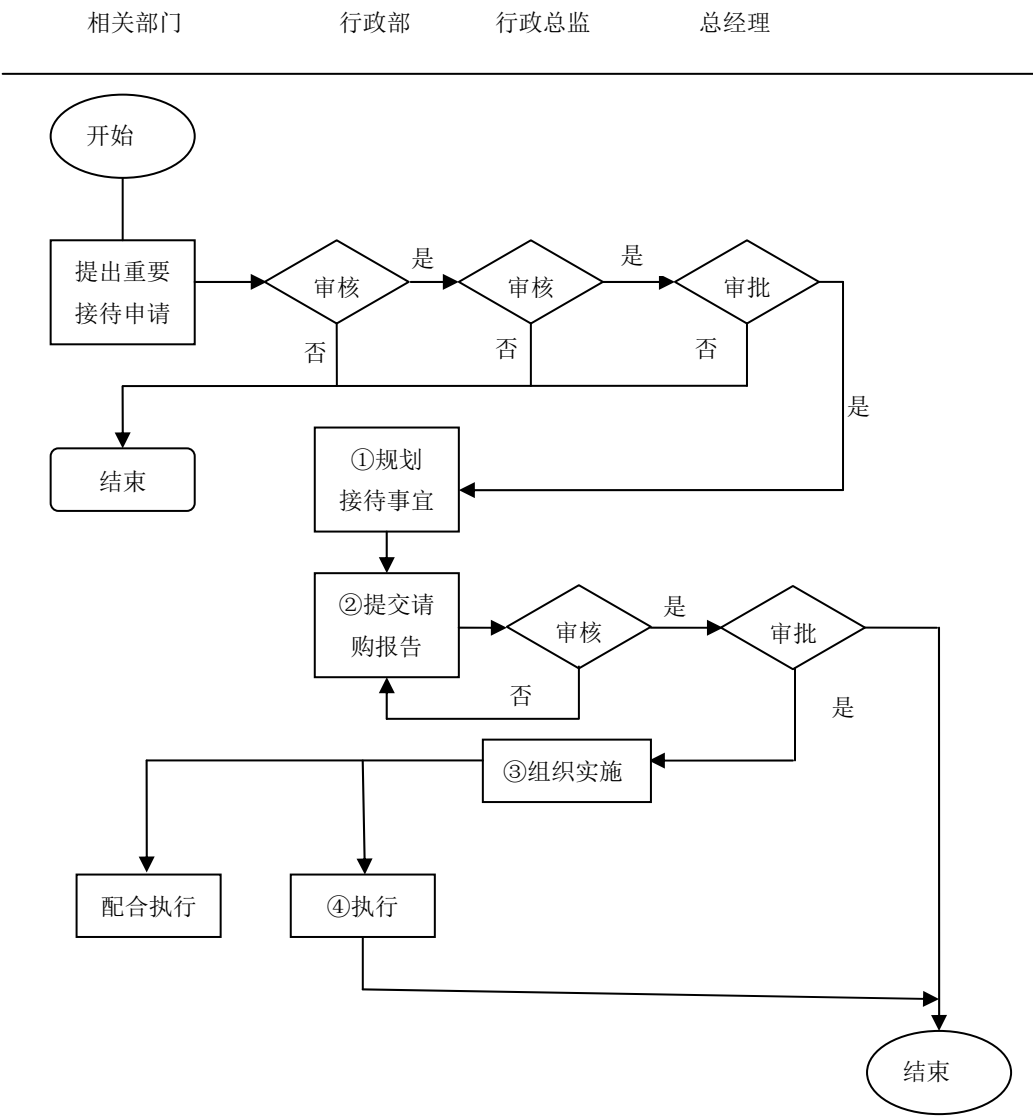 相关部门 行政部 行政总监 总经理
开始
提出重要
接待申请
审核
是
审核
是
审批
否
否
否
是
结束
①规划
接待事宜
②提交请
购报告
审核
是
审批
否
是
③组织实施
配合执行
④执行
结束